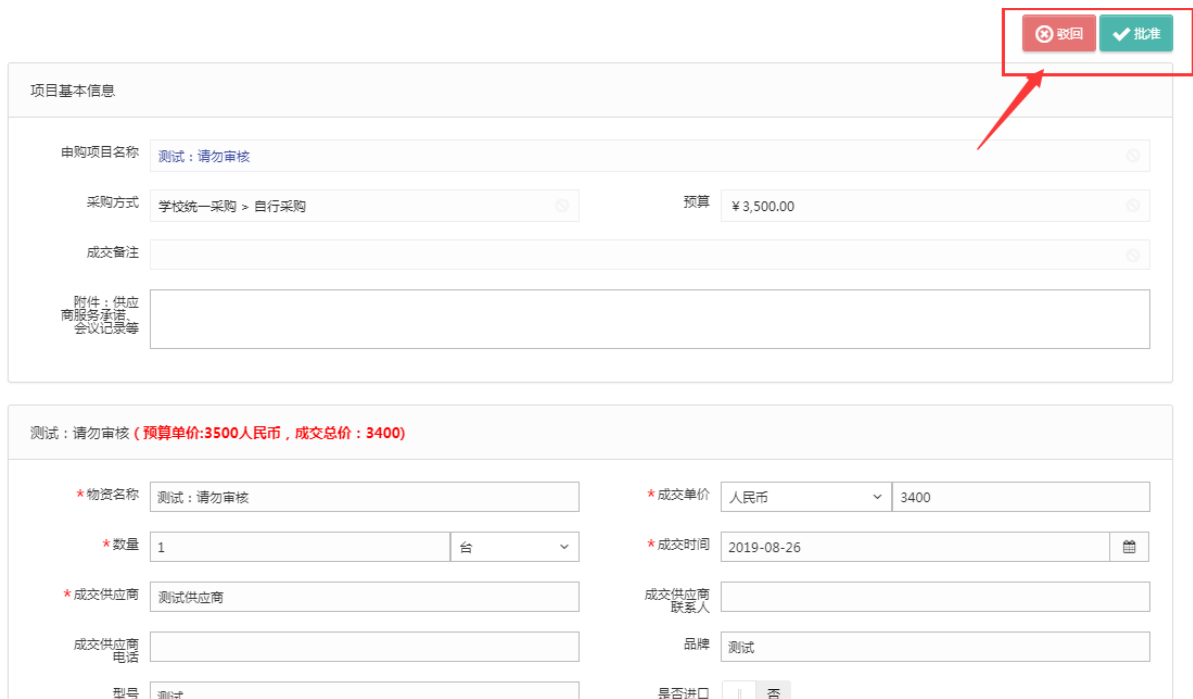 驳回 批准
项目基本信息
申购项目名称 测试：请勿审核
采购方式 学校统一采购 > 自行采购 预算 ¥3,500.00
成交备注
附件：供应
商服务承诺、
会议记录等
测试：请勿审核 ( 预算单价:3500人民币，成交总价：3400)
*物资名称 测试：请勿审核 *成交单价 人民币 3400
*数量 1 台 *成交时间 2019-08-26
*成交供应商 测试供应商 成交供应商
联系人
成交供应商
电话 品牌 测试
型号 测试 是否进口 否